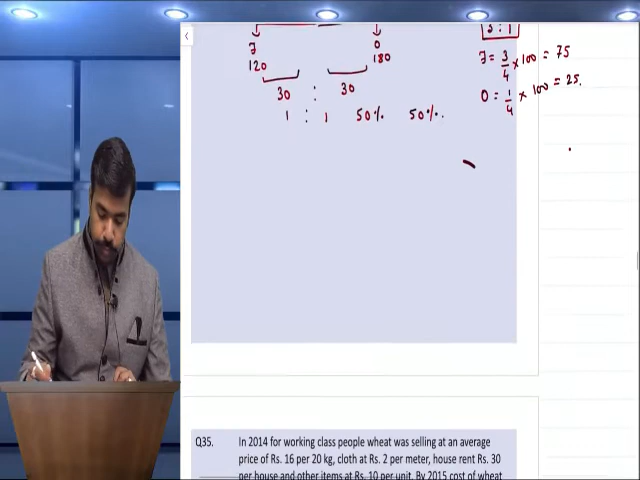 3 : 1
7 0
120 180
30 : 30
1 : 1 50% 50%.
7 = 3/4 × 100 = 75
0 = 1/4 × 100 = 25.
Q35. In 2014 for working class people wheat was selling at an average
price of Rs. 16 per 20 kg, cloth at Rs. 2 per meter, house rent Rs. 30
per house and other items at Rs. 10 per unit. By 2015 cost of wheat